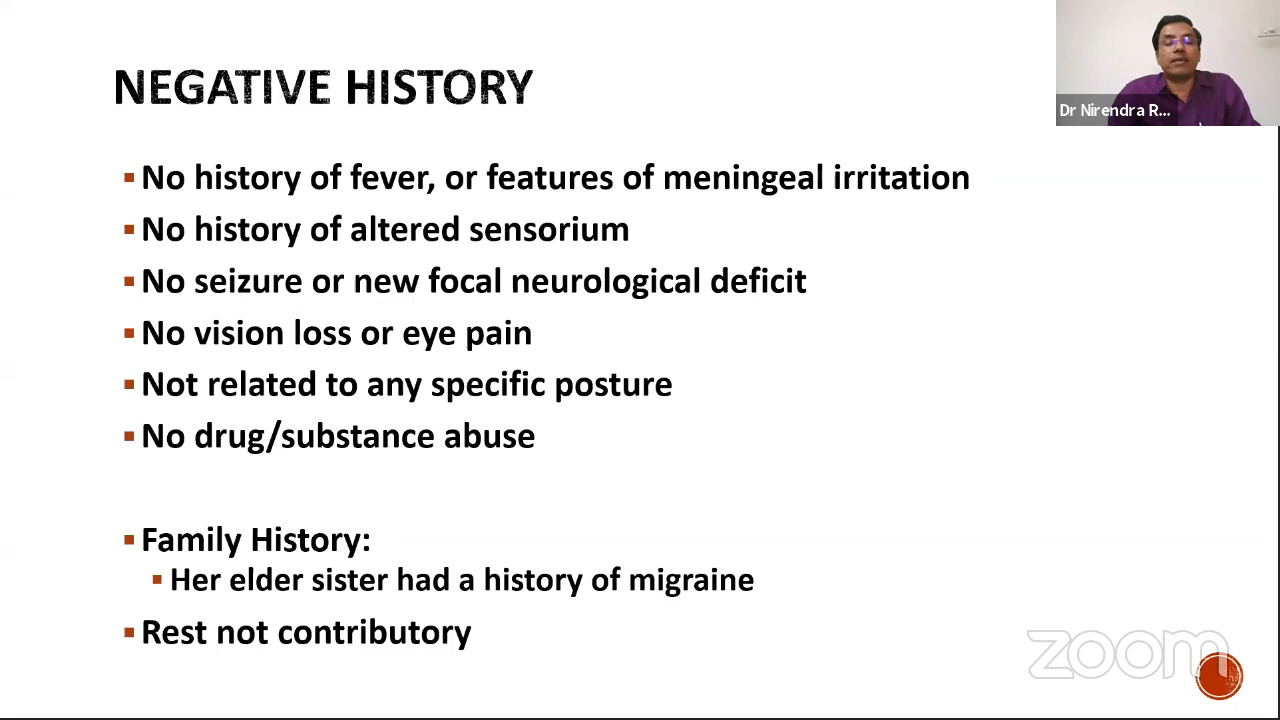 NEGATIVE HISTORY
Dr Nirendra R...
▪ No history of fever, or features of meningeal irritation
▪ No history of altered sensorium
▪ No seizure or new focal neurological deficit
▪ No vision loss or eye pain
▪ Not related to any specific posture
▪ No drug/substance abuse
▪ Family History:
▪ Her elder sister had a history of migraine
▪ Rest not contributory
zoom